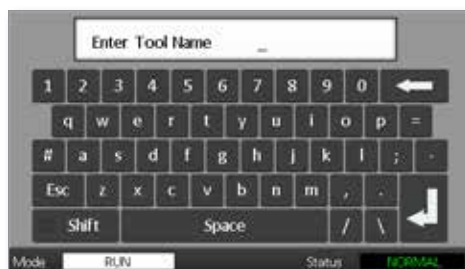 Enter Tool Name _
1 2 3 4 5 6 7 8 9 0
q w e r t y u i o p =
# a s d f g h j k l ; -
Esc z x c v b n m , .
Shift Space / \
Mode RUN Status NORMAL